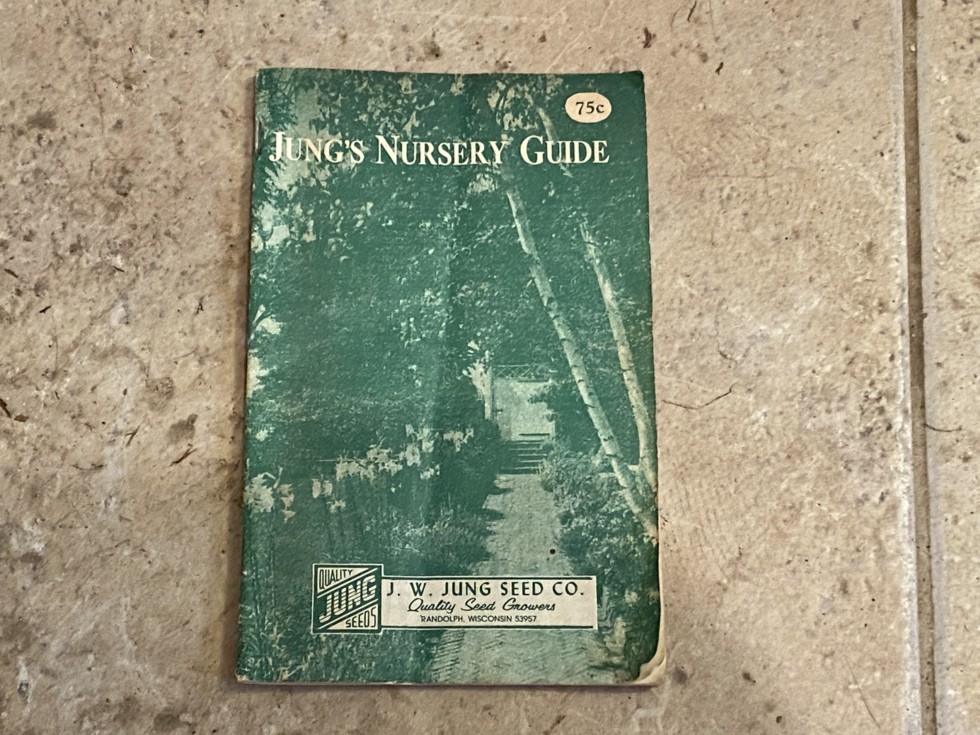 75c
JUNG'S NURSERY GUIDE
QUALITY
JUNG
SEEDS
J. W. JUNG SEED CO.
Quality Seed Growers
RANDOLPH, WISCONSIN 53957